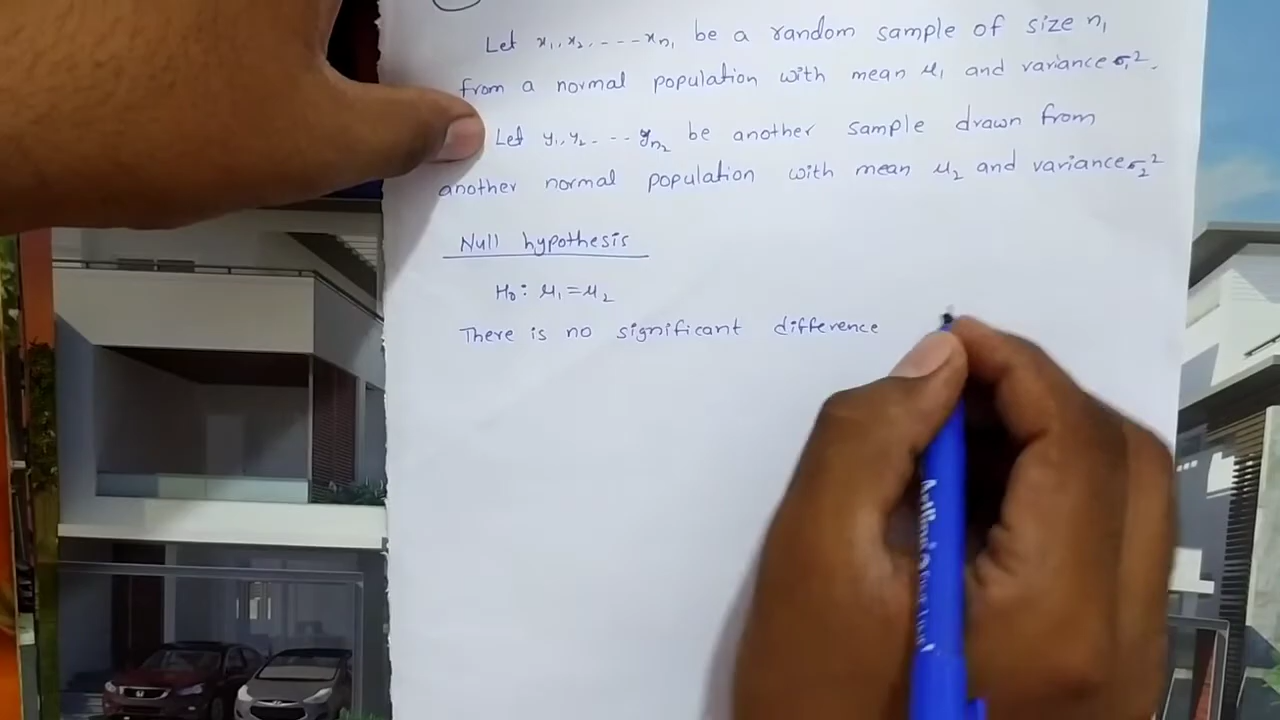 Let x₁, x₂, ---- xn₁ be a random sample of size n₁
from a normal population with mean μ₁ and variance σ₁².
Let y₁, y₂ - .. - yn₂ be another sample drawn from
another normal population with mean μ₂ and variance σ₂²
Null hypothesis
H₀: μ₁ = μ₂
There is no significant difference